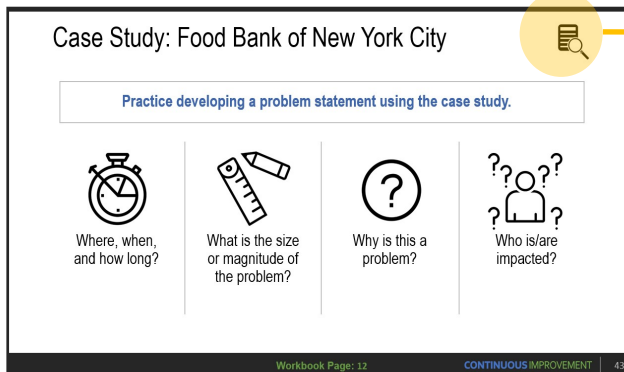 Case Study: Food Bank of New York City
Practice developing a problem statement using the case study.
Where, when,
and how long?
What is the size
or magnitude of
the problem?
Why is this a
problem?
Who is/are
impacted?
Workbook Page: 12
CONTINUOUS IMPROVEMENT | 43